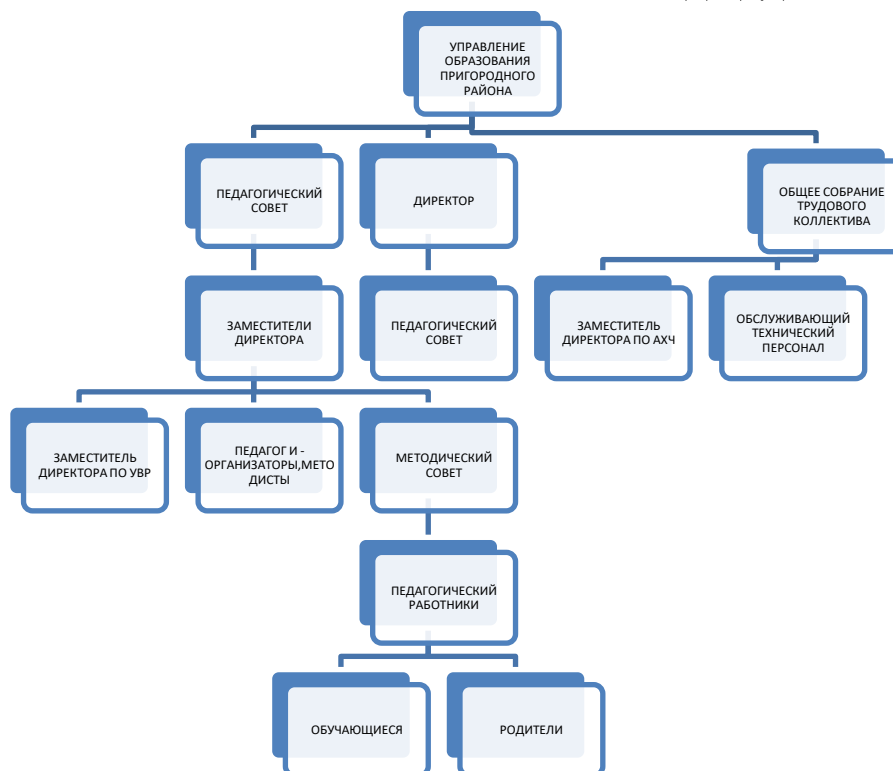 УПРАВЛЕНИЕ
ОБРАЗОВАНИЯ
ПРИГОРОДНОГО
РАЙОНА
ПЕДАГОГИЧЕСКИЙ
СОВЕТ
ДИРЕКТОР
ОБЩЕЕ СОБРАНИЕ
ТРУДОВОГО
КОЛЛЕКТИВА
ЗАМЕСТИТЕЛИ
ДИРЕКТОРА
ПЕДАГОГИЧЕСКИЙ
СОВЕТ
ЗАМЕСТИТЕЛЬ
ДИРЕКТОРА ПО АХЧ
ОБСЛУЖИВАЮЩИЙ
ТЕХНИЧЕСКИЙ
ПЕРСОНАЛ
ЗАМЕСТИТЕЛЬ
ДИРЕКТОРА ПО УВР
ПЕДАГОГ И -
ОРГАНИЗАТОРЫ,МЕТО
ДИСТЫ
МЕТОДИЧЕСКИЙ
СОВЕТ
ПЕДАГОГИЧЕСКИЙ
РАБОТНИКИ
ОБУЧАЮЩИЕСЯ
РОДИТЕЛИ